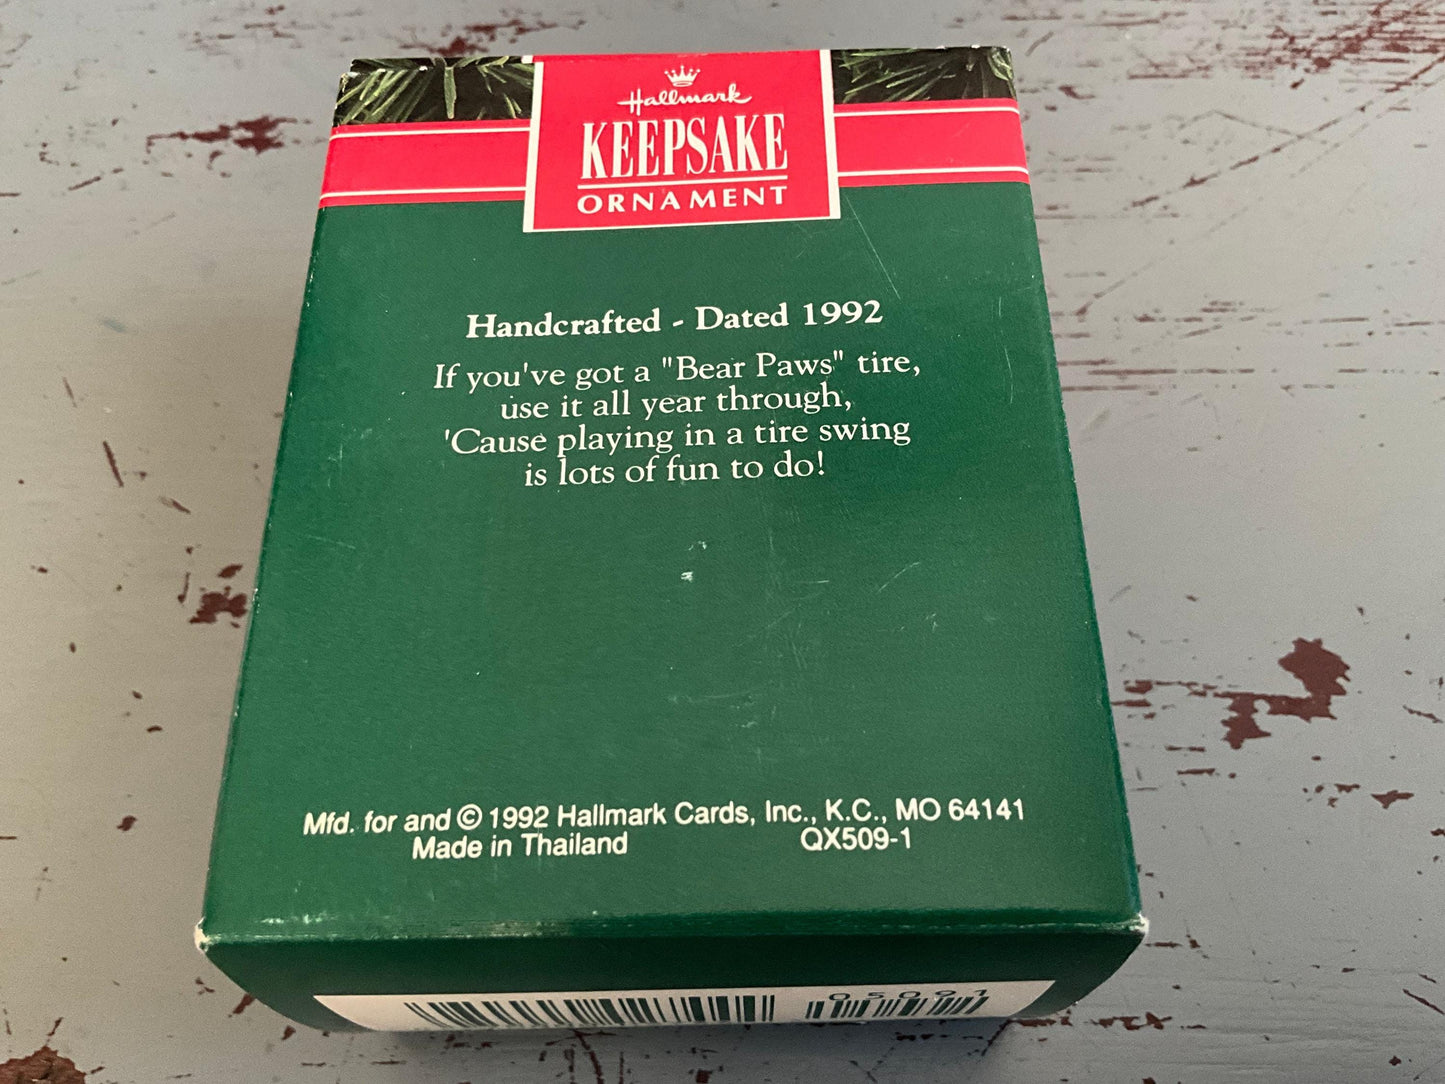 Hallmark
KEEPSAKE
ORNAMENT
Handcrafted - Dated 1992
If you've got a "Bear Paws" tire,
use it all year through,
'Cause playing in a tire swing
is lots of fun to do!
Mfd. for and © 1992 Hallmark Cards, Inc., K.C., MO 64141
Made in Thailand QX509-1
05091